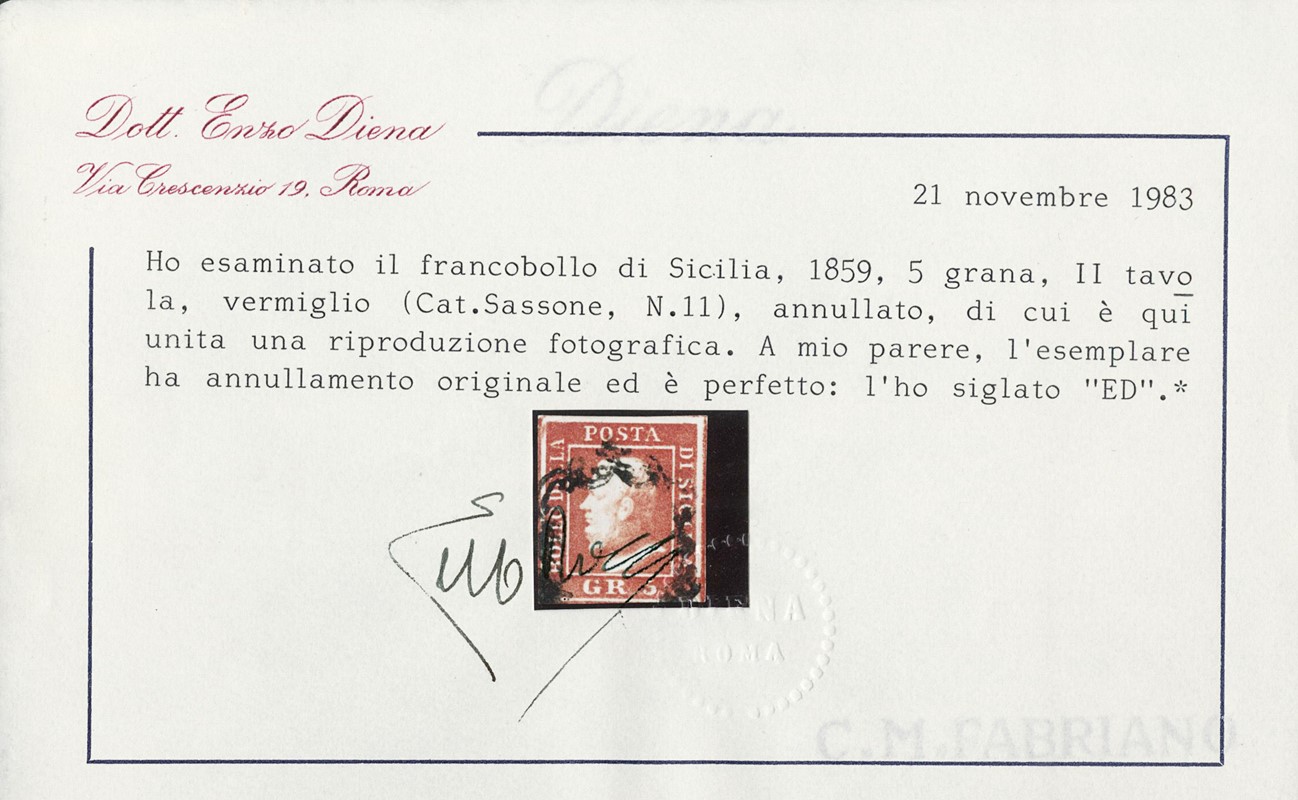 Diena
Dott. Enzo Diena
Via Crescenzio 19, Roma
21 novembre 1983
Ho esaminato il francobollo di Sicilia, 1859, 5 grana, II tavo
la, vermiglio (Cat.Sassone, N.11), annullato, di cui è qui
unita una riproduzione fotografica. A mio parere, l'esemplare
ha annullamento originale ed è perfetto: l'ho siglato "ED".*
POSTA
GR 5
C.M.FABRIANO